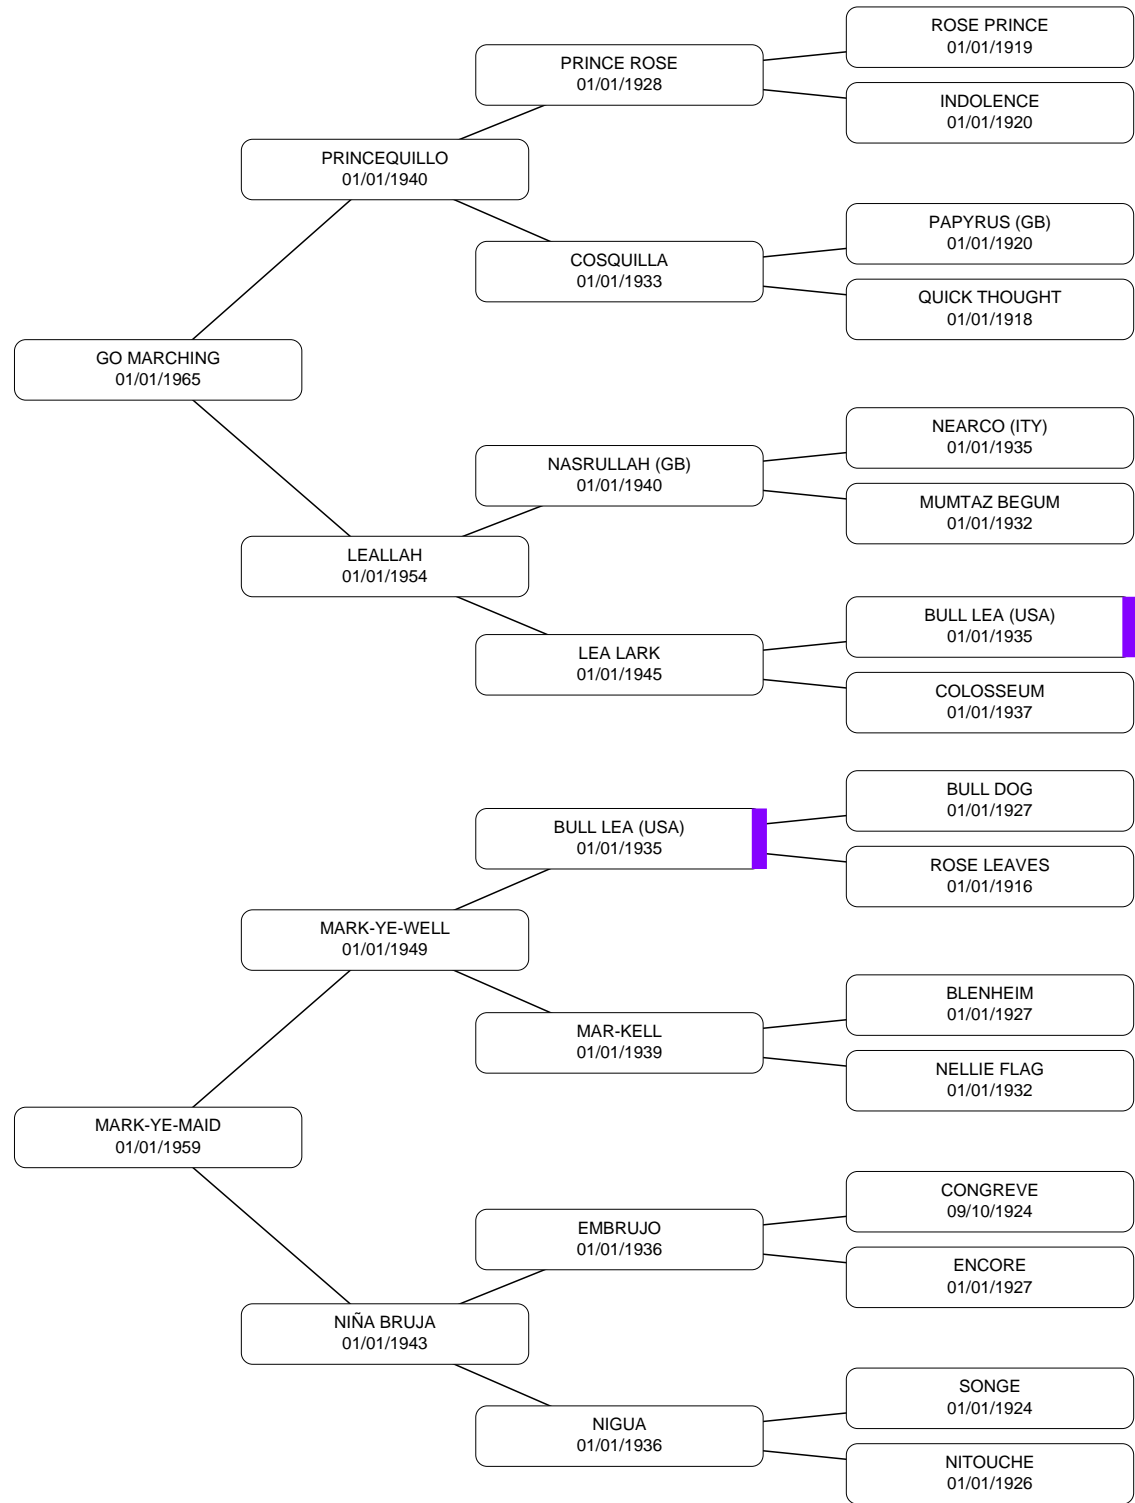 ROSE PRINCE
01/01/1919
PRINCE ROSE
01/01/1928
INDOLENCE
01/01/1920
PRINCEQUILLO
01/01/1940
PAPYRUS (GB)
01/01/1920
COSQUILLA
01/01/1933
QUICK THOUGHT
01/01/1918
GO MARCHING
01/01/1965
NEARCO (ITY)
01/01/1935
NASRULLAH (GB)
01/01/1940
MUMTAZ BEGUM
01/01/1932
LEALLAH
01/01/1954
BULL LEA (USA)
01/01/1935
LEA LARK
01/01/1945
COLOSSEUM
01/01/1937
BULL DOG
01/01/1927
BULL LEA (USA)
01/01/1935
ROSE LEAVES
01/01/1916
MARK-YE-WELL
01/01/1949
BLENHEIM
01/01/1927
MAR-KELL
01/01/1939
NELLIE FLAG
01/01/1932
MARK-YE-MAID
01/01/1959
CONGREVE
09/10/1924
EMBRUJO
01/01/1936
ENCORE
01/01/1927
NIÑA BRUJA
01/01/1943
SONGE
01/01/1924
NIGUA
01/01/1936
NITOUCHE
01/01/1926